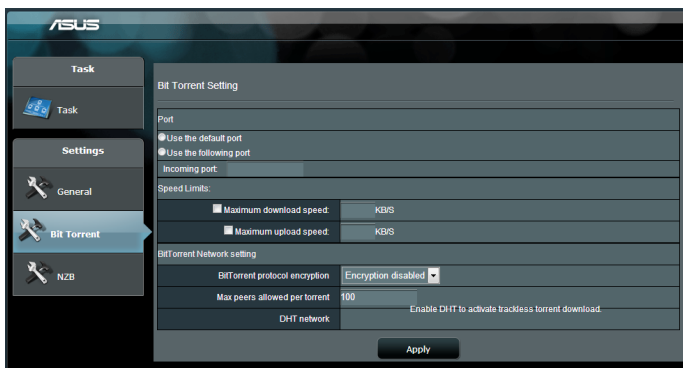 ASUS
Task
Task
Settings
General
Bit Torrent
NZB
Bit Torrent Setting
Port
Use the default port
Use the following port
Incoming port:
Speed Limits:
Maximum download speed: KB/S
Maximum upload speed: KB/S
BitTorrent Network setting
BitTorrent protocol encryption Encryption disabled
Max peers allowed per torrent 100
DHT network Enable DHT to activate trackless torrent download.
Apply